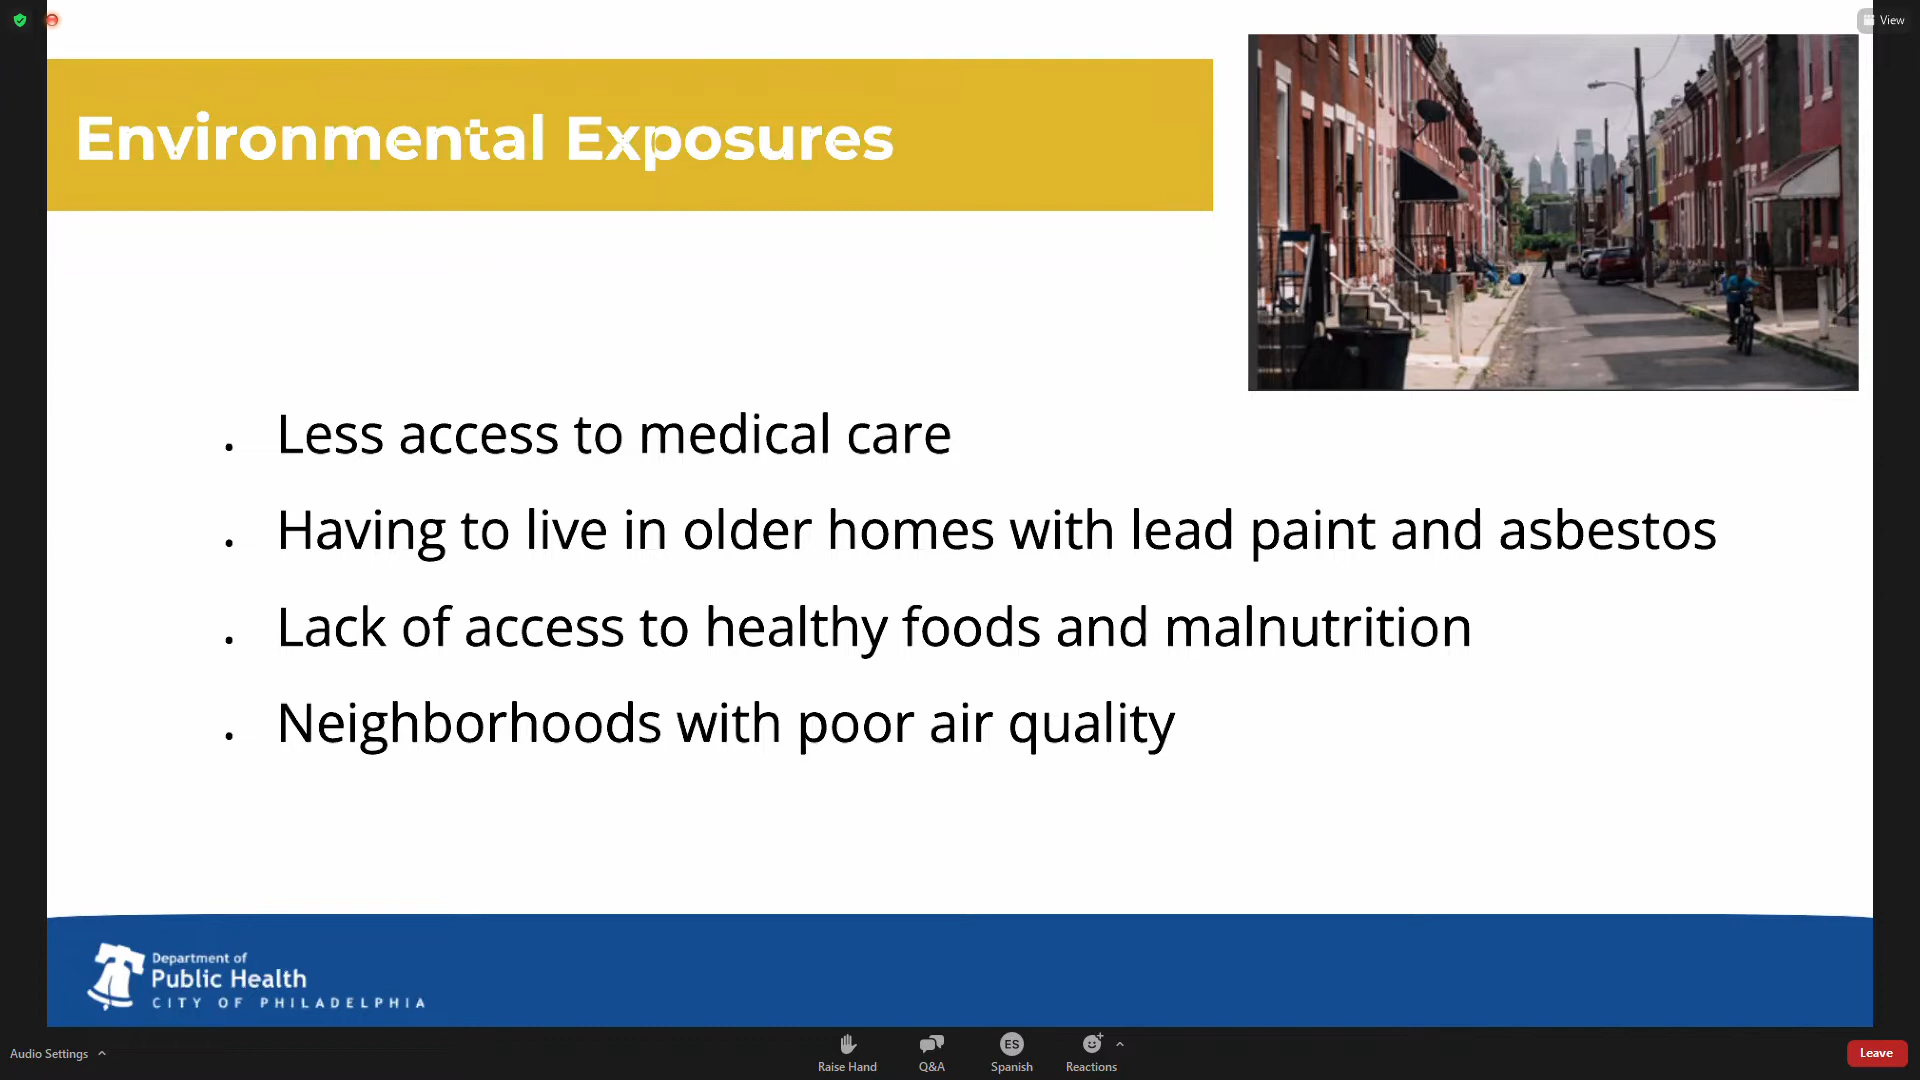 View
Environmental Exposures
. Less access to medical care
. Having to live in older homes with lead paint and asbestos
. Lack of access to healthy foods and malnutrition
. Neighborhoods with poor air quality
Department of
Public Health
CITY OF PHILADELPHIA
Audio Settings
Raise Hand
Q&A
ES
Spanish
Reactions
Leave